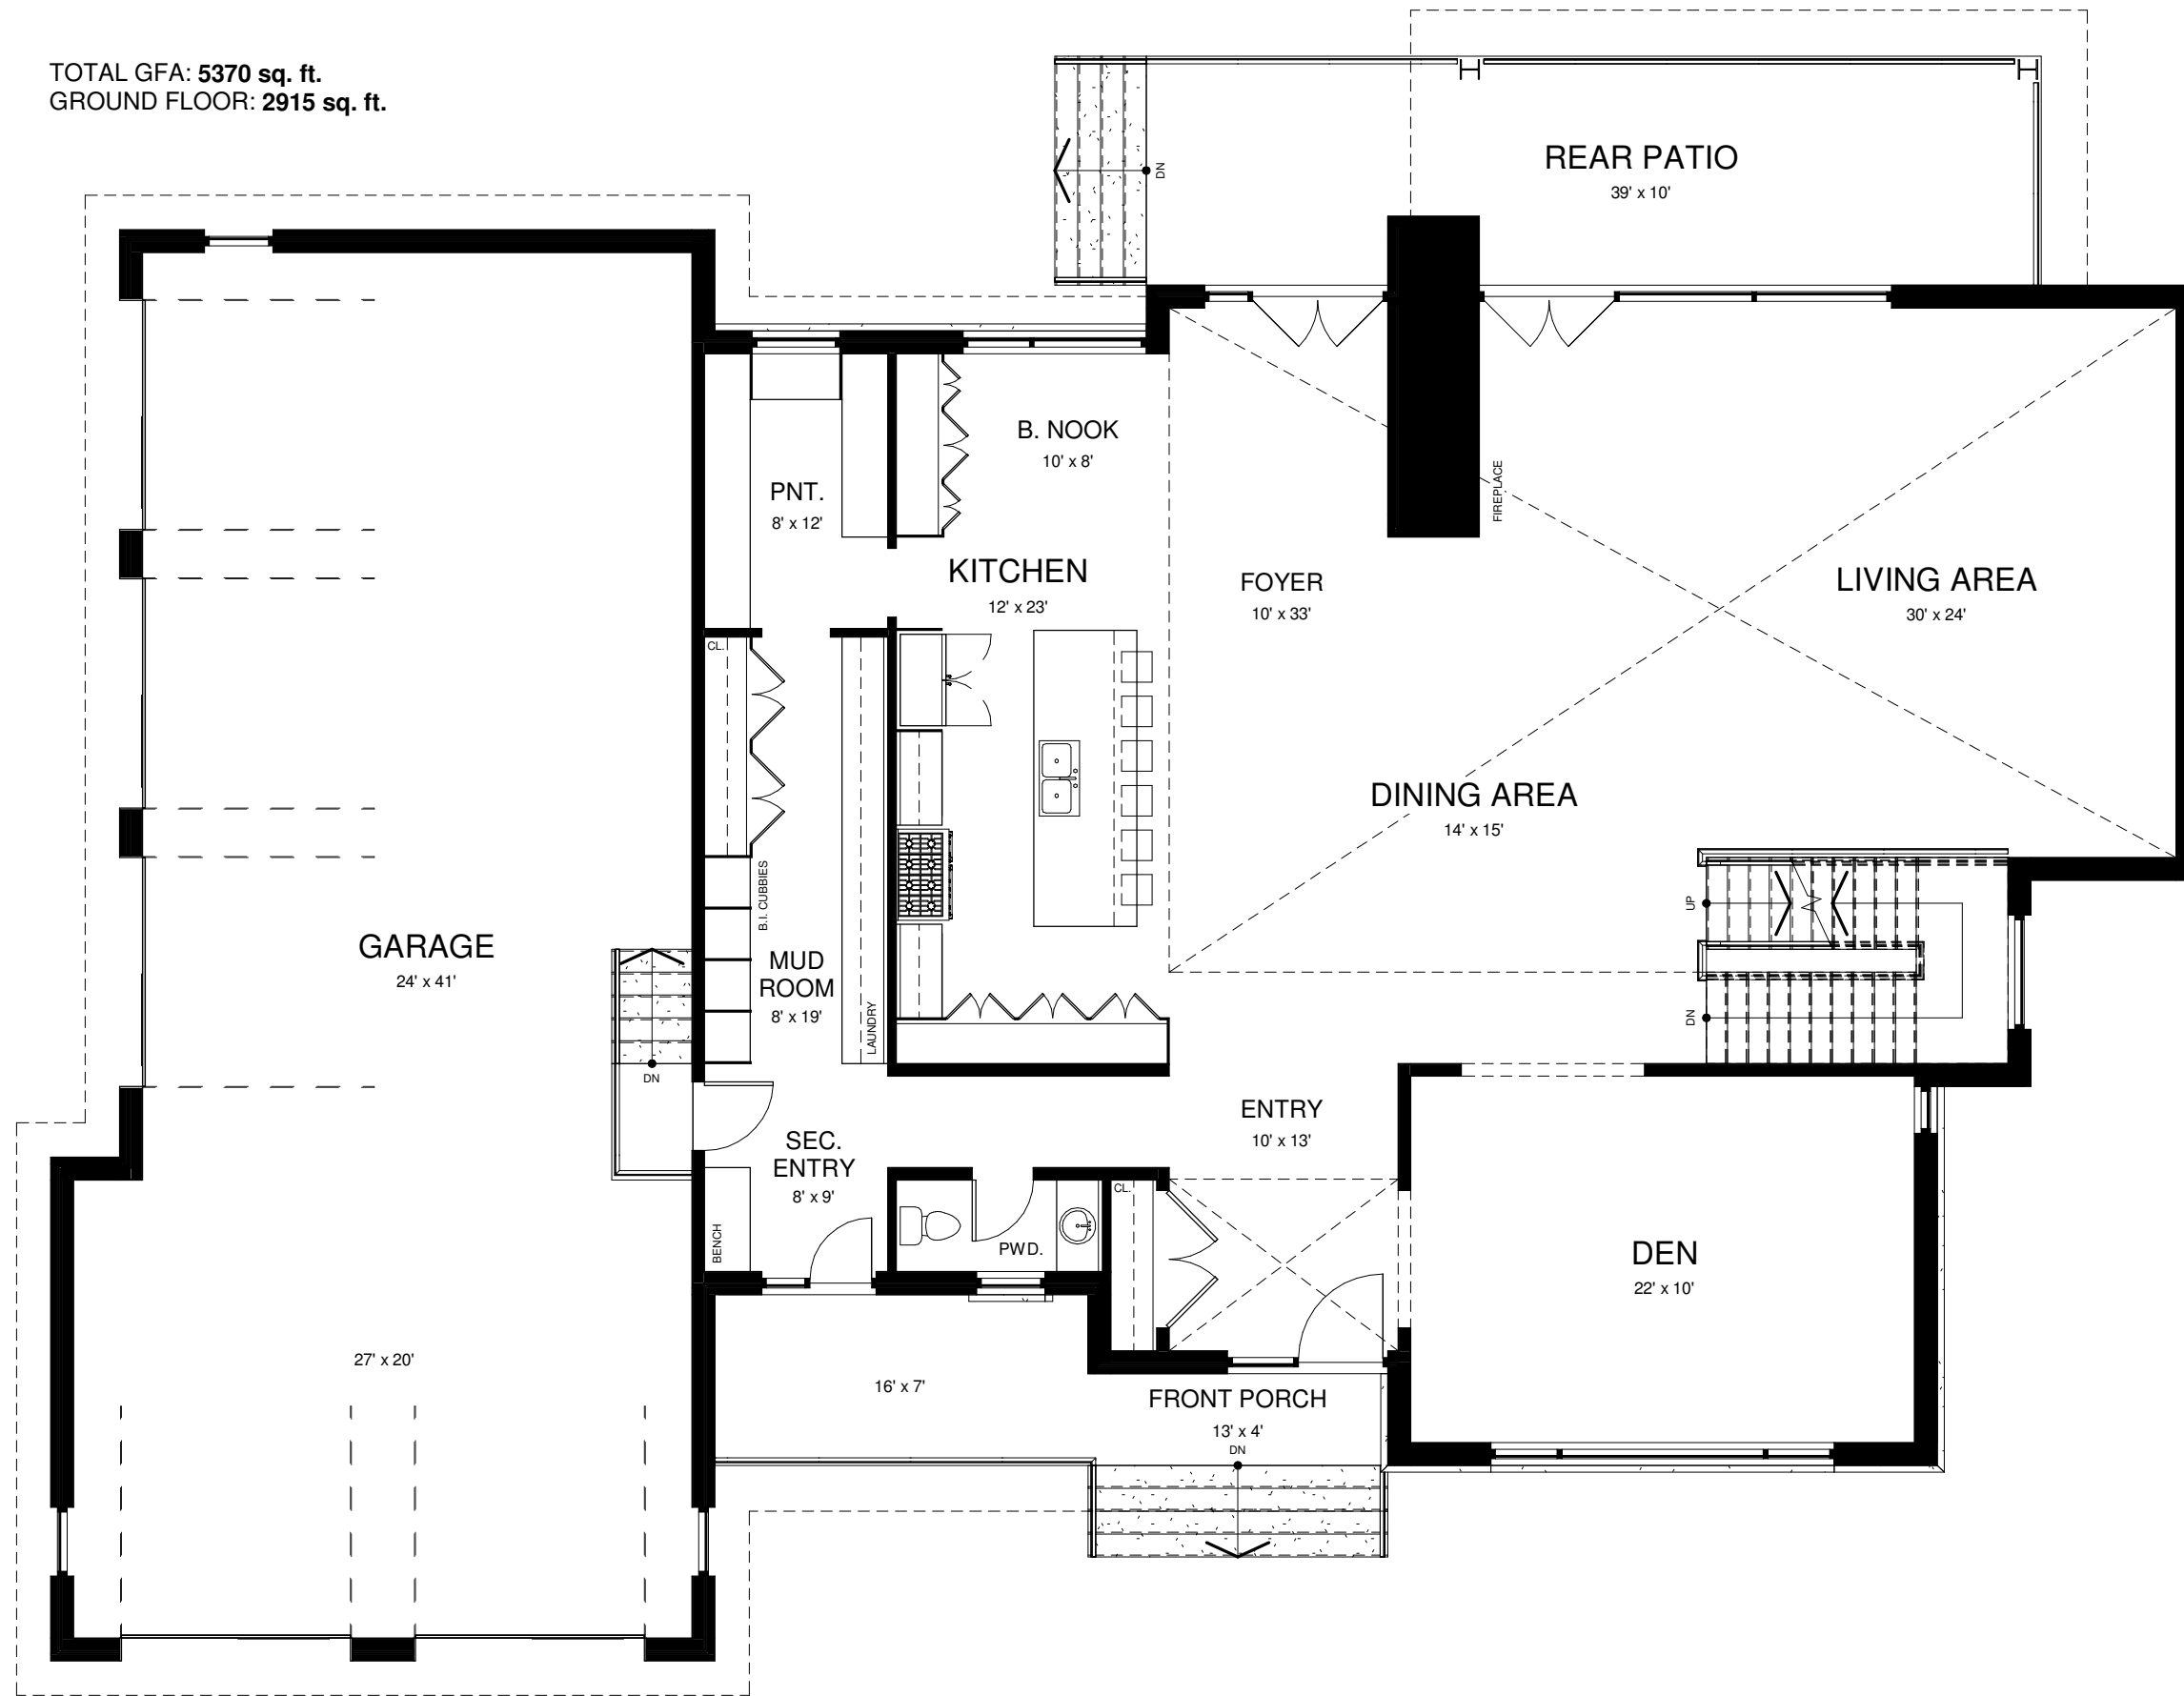 TOTAL GFA: 5370 sq. ft.
GROUND FLOOR: 2915 sq. ft.
REAR PATIO
39' x 10'
DN
B. NOOK
10' x 8'
PNT.
8' x 12'
FIREPLACE
KITCHEN
12' x 23'
FOYER
10' x 33'
LIVING AREA
30' x 24'
CL.
DINING AREA
14' x 15'
B.I. CUBBIES
UP
GARAGE
24' x 41'
MUD
ROOM
8' x 19'
LAUNDRY
DN
DN
ENTRY
10' x 13'
SEC.
ENTRY
8' x 9'
CL.
BENCH
PWD.
DEN
22' x 10'
27' x 20'
16' x 7'
FRONT PORCH
13' x 4'
DN